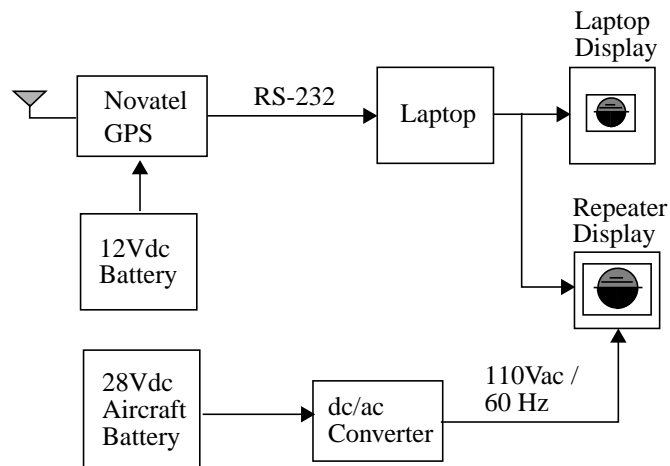 Laptop
Display
Novatel
GPS
RS-232
Laptop
Repeater
Display
12Vdc
Battery
28Vdc
Aircraft
Battery
dc/ac
Converter
110Vac /
60 Hz